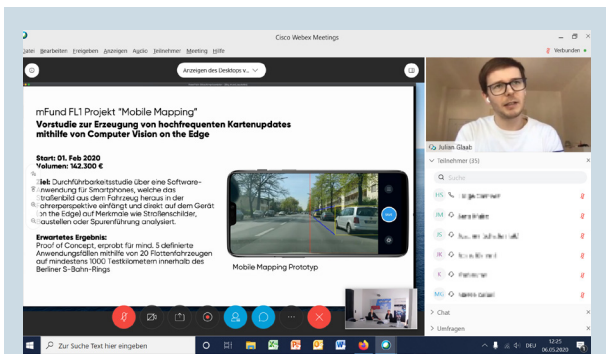 Cisco Webex Meetings
Datei Bearbeiten Freigeben Anzeigen Audio Teilnehmer Meeting Hilfe
Verbunden
Anzeigen des Desktops v...
mFund FL1 Projekt "Mobile Mapping"
Vorstudie zur Erzeugung von hochfrequenten Kartenupdates
mithilfe von Computer Vision on the Edge
Start: 01. Feb 2020
Volumen: 142.300 €
Ziel: Durchführbarkeitsstudie über eine Software-
Anwendung für Smartphones, welche das
Straßenbild aus dem Fahrzeug heraus in der
Fahrerperspektive einfängt und direkt auf dem Gerät
(on the Edge) auf Merkmale wie Straßenschilder,
Baustellen oder Spurenführung analysiert.
Erwartetes Ergebnis:
Proof of Concept, erprobt für mind. 5 definierte
Anwendungsfällen mithilfe von 20 Flottenfahrzeugen
auf mindestens 1000 Testkilometern innerhalb des
Berliner S-Bahn-Rings
Mobile Mapping Prototyp
Julian Glaab
Teilnehmer (35)
Suche
HS
JM
JS
JK
K
MG
Chat
Umfragen
Zur Suche Text hier eingeben
DEU
12:25
06.05.2020